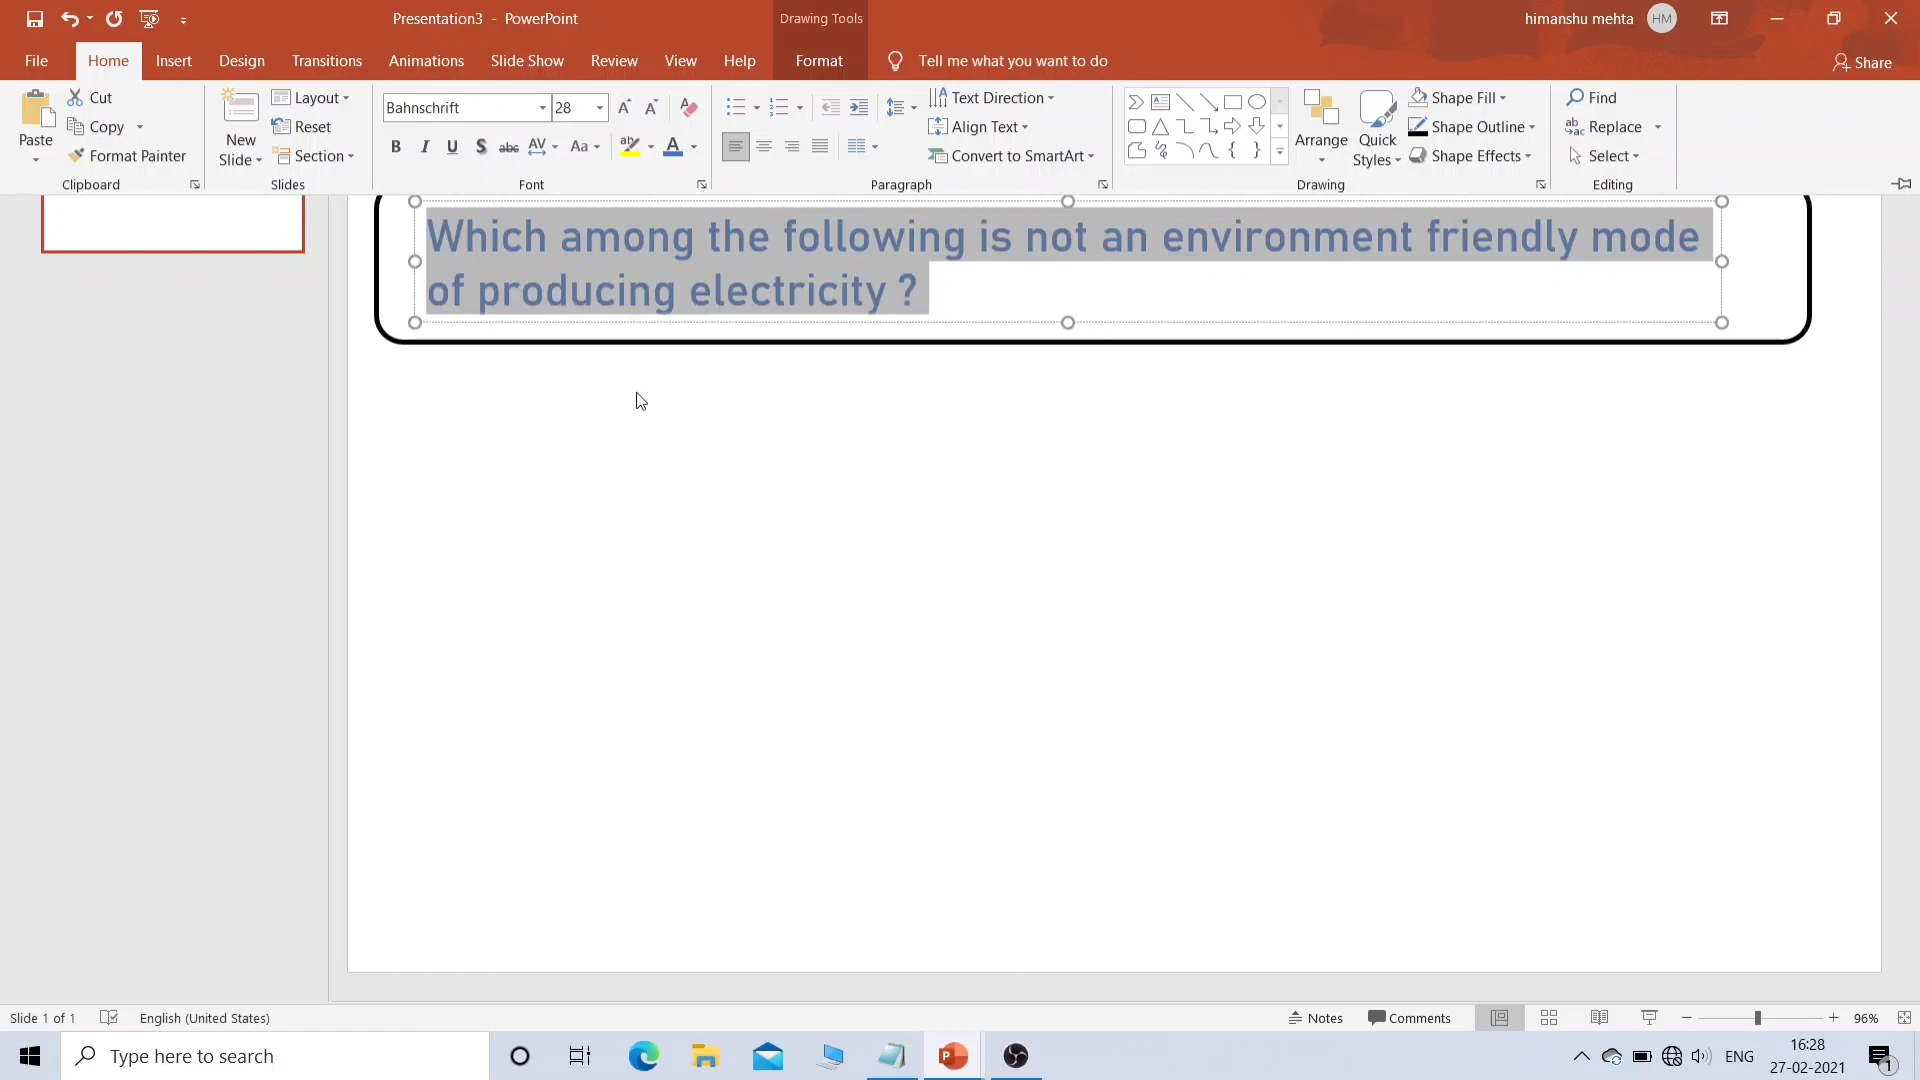 Presentation3 - PowerPoint
Drawing Tools
himanshu mehta
HM
File
Home
Insert
Design
Transitions
Animations
Slide Show
Review
View
Help
Format
Tell me what you want to do
Share
Paste
Cut
Copy
Format Painter
Clipboard
New
Slide
Layout
Reset
Section
Slides
Bahnschrift
28
B I U S abc AV Aa ab A
Font
Text Direction
Align Text
Convert to SmartArt
Paragraph
Arrange
Quick
Styles
Shape Fill
Shape Outline
Shape Effects
Drawing
Find
Replace
Select
Editing
Which among the following is not an environment friendly mode
of producing electricity ?
Slide 1 of 1
English (United States)
Notes
Comments
96%
Type here to search
ENG
16:28
27-02-2021
1